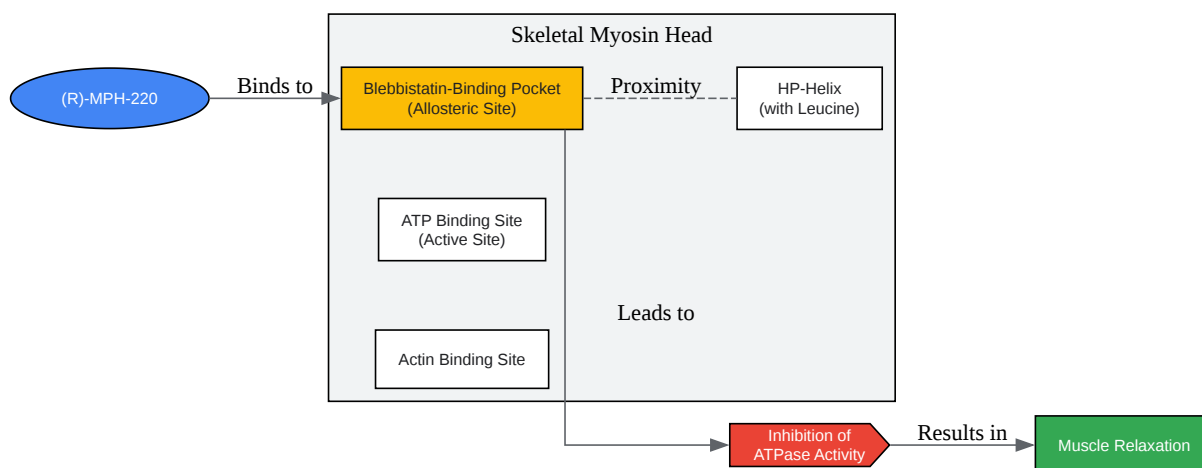 Skeletal Myosin Head
(R)-MPH-220
Binds to
Blebbistatin-Binding Pocket
(Allosteric Site)
Proximity
HP-Helix
(with Leucine)
ATP Binding Site
(Active Site)
Leads to
Actin Binding Site
Inhibition of
ATPase Activity
Results in
Muscle Relaxation